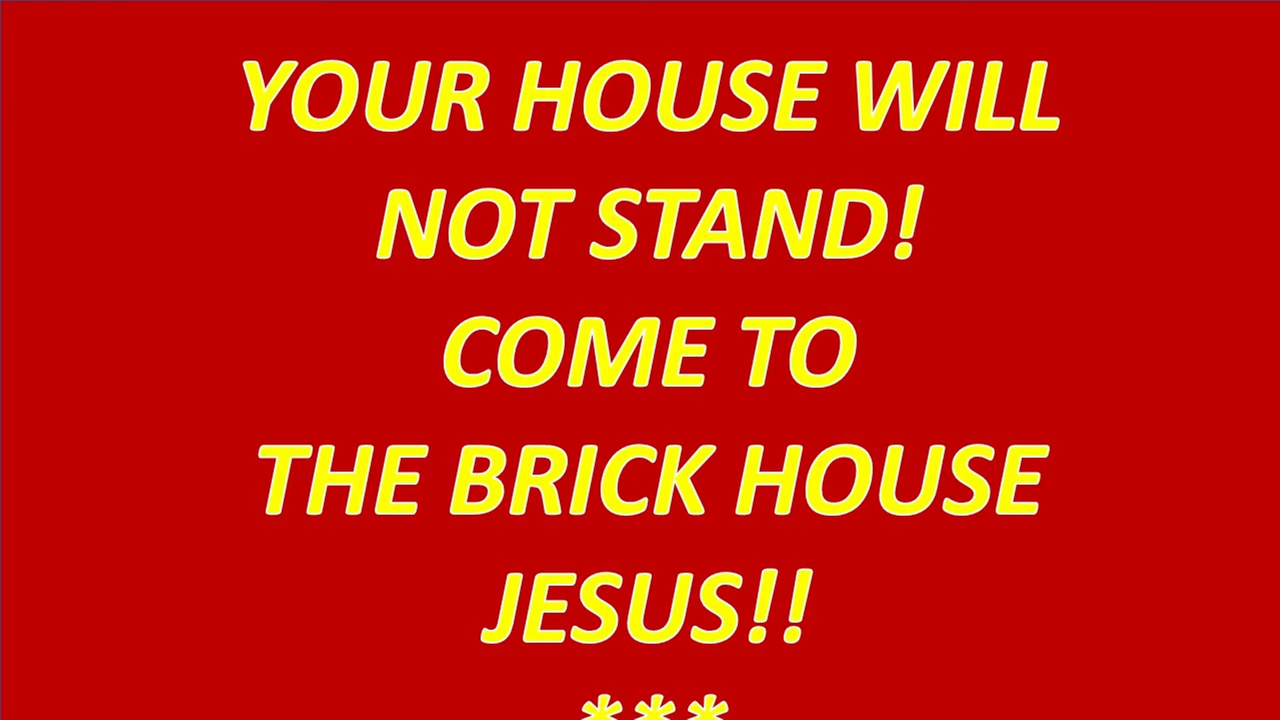 YOUR HOUSE WILL
NOT STAND!
COME TO
THE BRICK HOUSE
JESUS!!
***